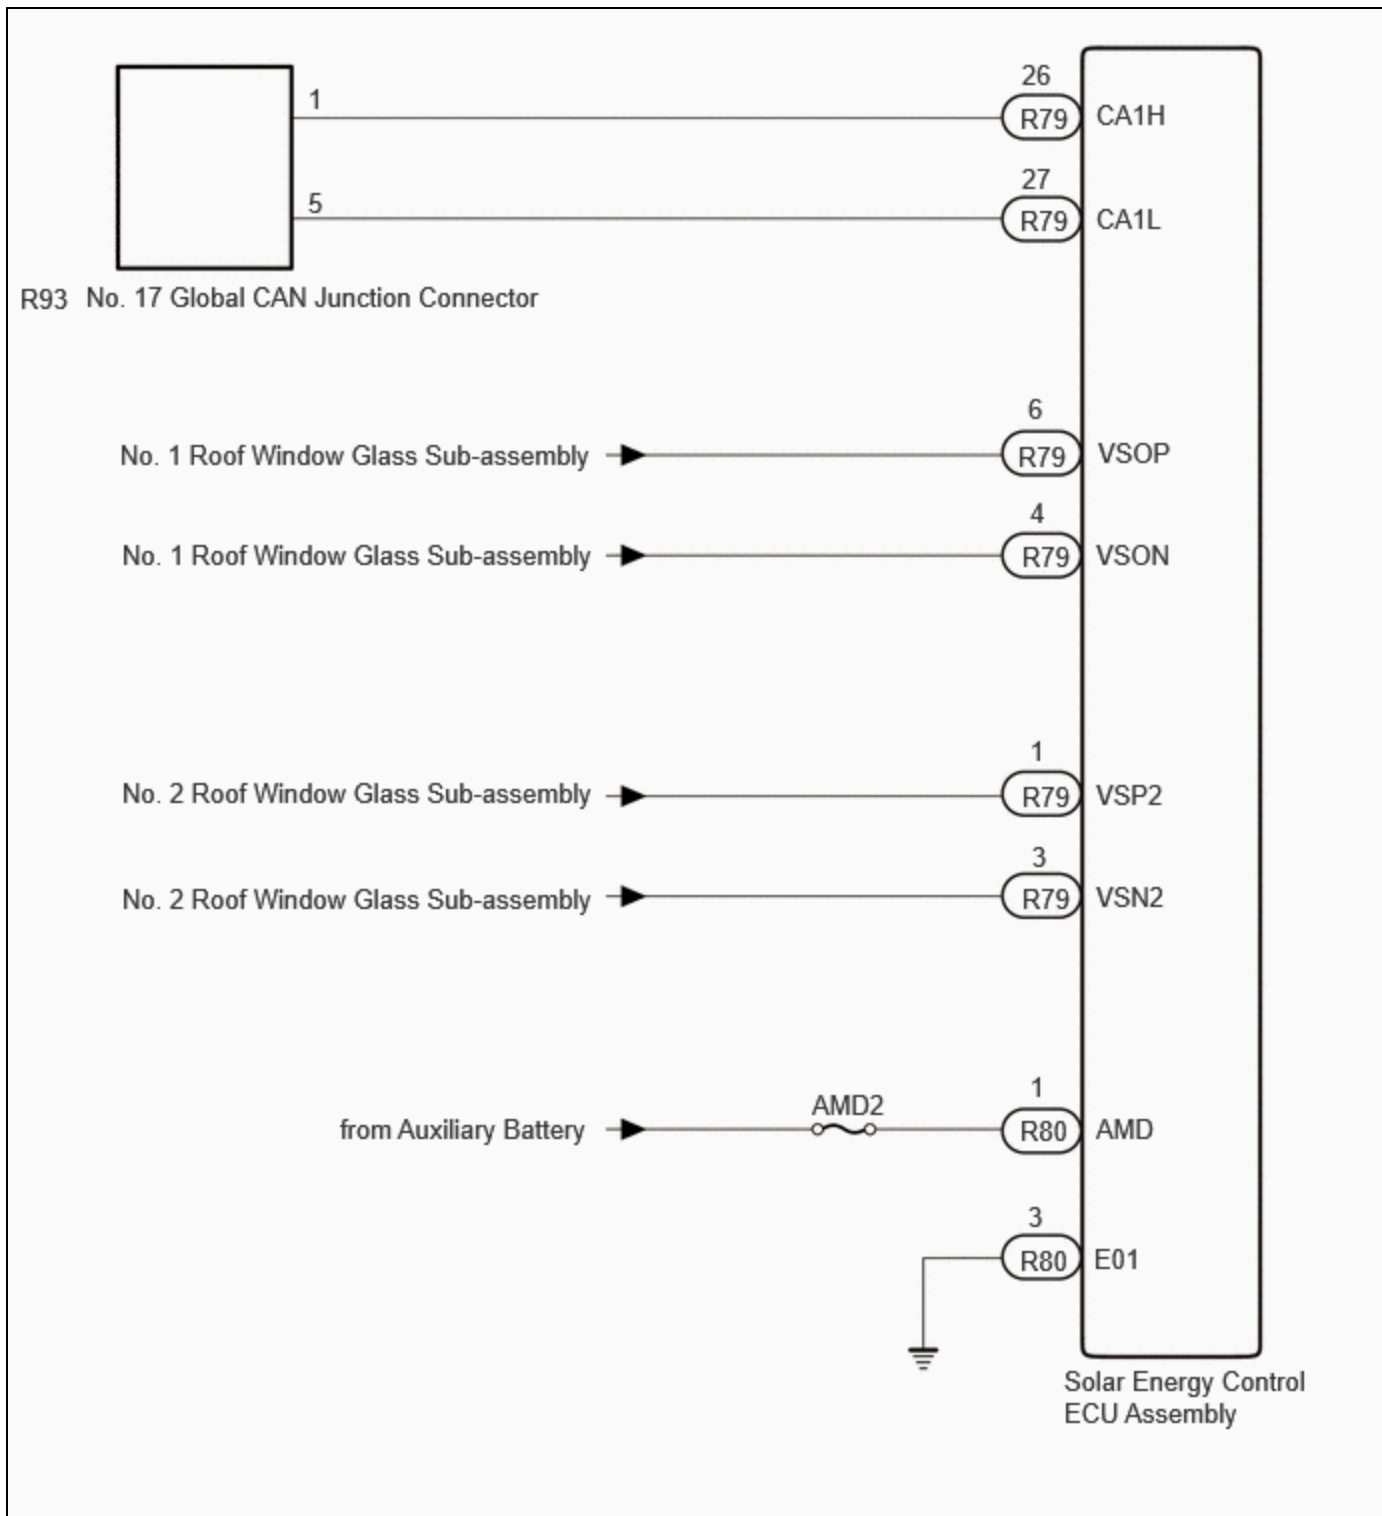 26
1 R79 CA1H
27
5 R79 CA1L
R93 No. 17 Global CAN Junction Connector
6
No. 1 Roof Window Glass Sub-assembly R79 VSOP
4
No. 1 Roof Window Glass Sub-assembly R79 VSON
1
No. 2 Roof Window Glass Sub-assembly R79 VSP2
3
No. 2 Roof Window Glass Sub-assembly R79 VSN2
1
AMD2
from Auxiliary Battery R80 AMD
3
R80 E01
Solar Energy Control
ECU Assembly